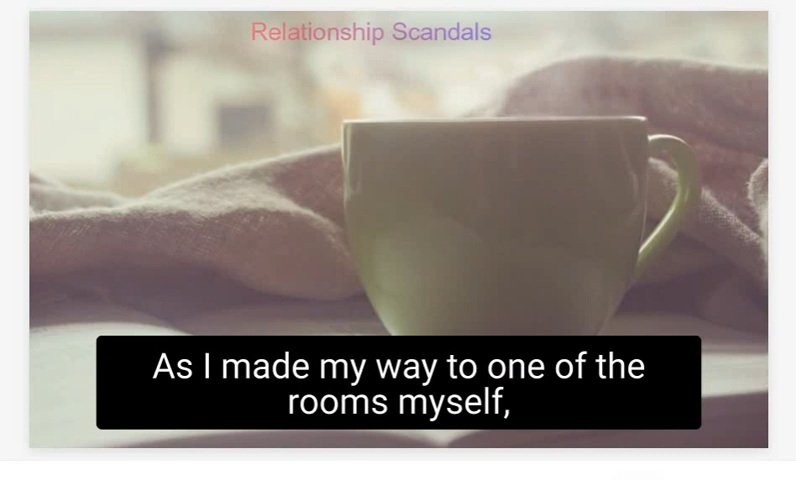 Relationship Scandals
As I made my way to one of the
rooms myself,